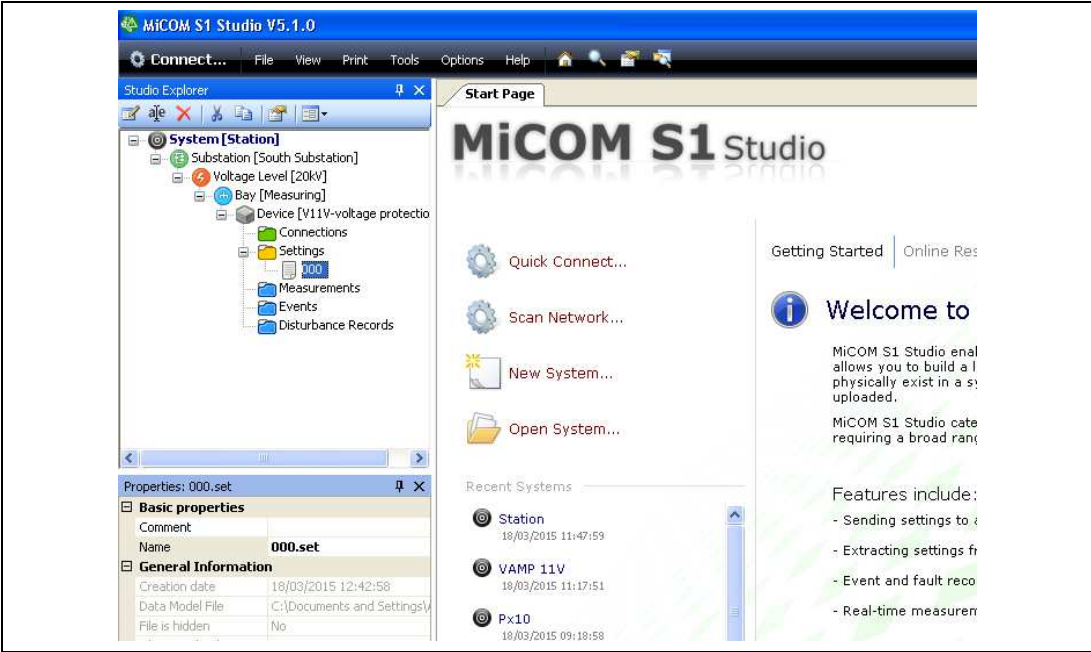 MiCOM S1 Studio V5.1.0
Connect... File View Print Tools Options Help
Studio Explorer
System [Station]
Substation [South Substation]
Voltage Level [20kV]
Bay [Measuring]
Device [V11V-voltage protectio
Connections
Settings
000
Measurements
Events
Disturbance Records
Properties: 000.set
Basic properties
Comment
Name 000.set
General Information
Creation date 18/03/2015 12:42:58
Data Model File C:\Documents and Settings\
File is hidden No
Start Page
MiCOM S1 Studio
Quick Connect...
Scan Network...
New System...
Open System...
Recent Systems
Station
18/03/2015 11:47:59
VAMP 11V
18/03/2015 11:17:51
Px10
18/03/2015 09:18:58
Getting Started Online Res
Welcome to
MiCOM S1 Studio enal
allows you to build a l
physically exist in a sy
uploaded.
MiCOM S1 Studio cate
requiring a broad rang
Features include:
- Sending settings to a
- Extracting settings fr
- Event and fault reco
- Real-time measurem